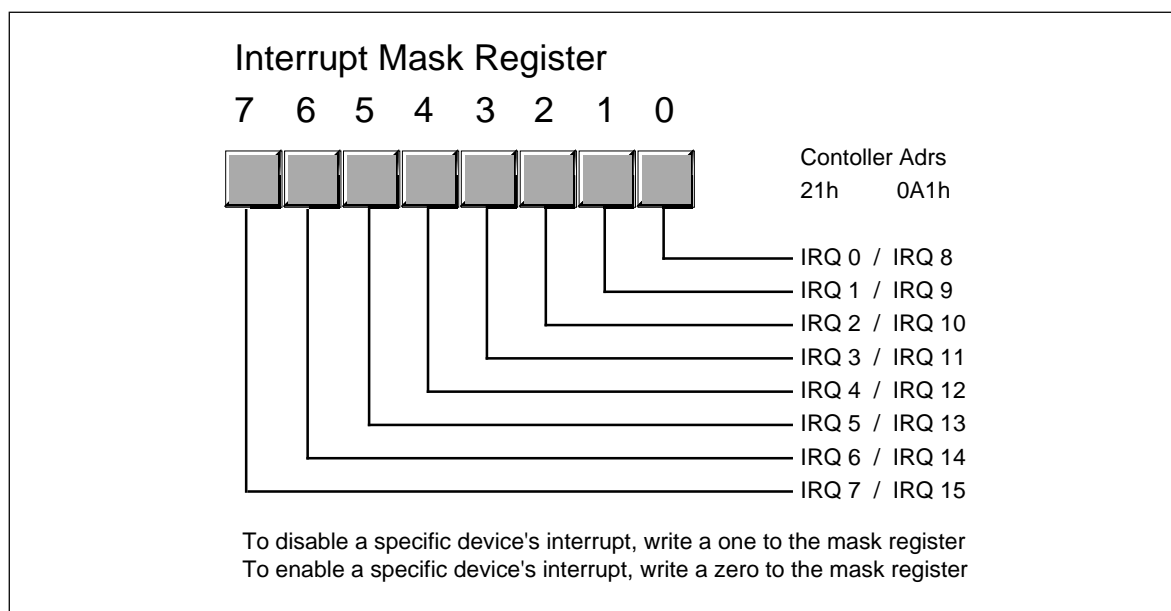 Interrupt Mask Register
7 6 5 4 3 2 1 0
Contoller Adrs
21h 0A1h
IRQ 0 / IRQ 8
IRQ 1 / IRQ 9
IRQ 2 / IRQ 10
IRQ 3 / IRQ 11
IRQ 4 / IRQ 12
IRQ 5 / IRQ 13
IRQ 6 / IRQ 14
IRQ 7 / IRQ 15
To disable a specific device's interrupt, write a one to the mask register
To enable a specific device's interrupt, write a zero to the mask register